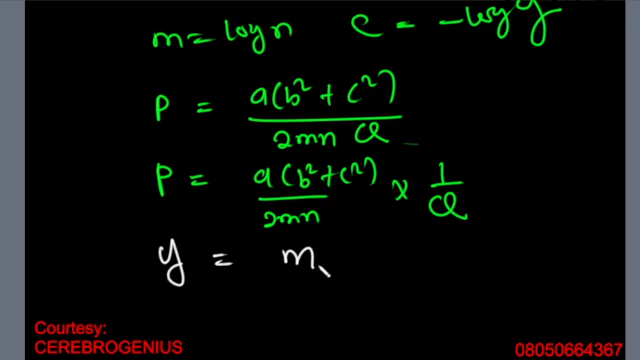 m = log n   c = -log y
P = a(b² + c²) / 2mn Q
P = a(b² + c²) / 2mn × 1/Q
y = m
Courtesy:
CEREBROGENIUS
08050664367